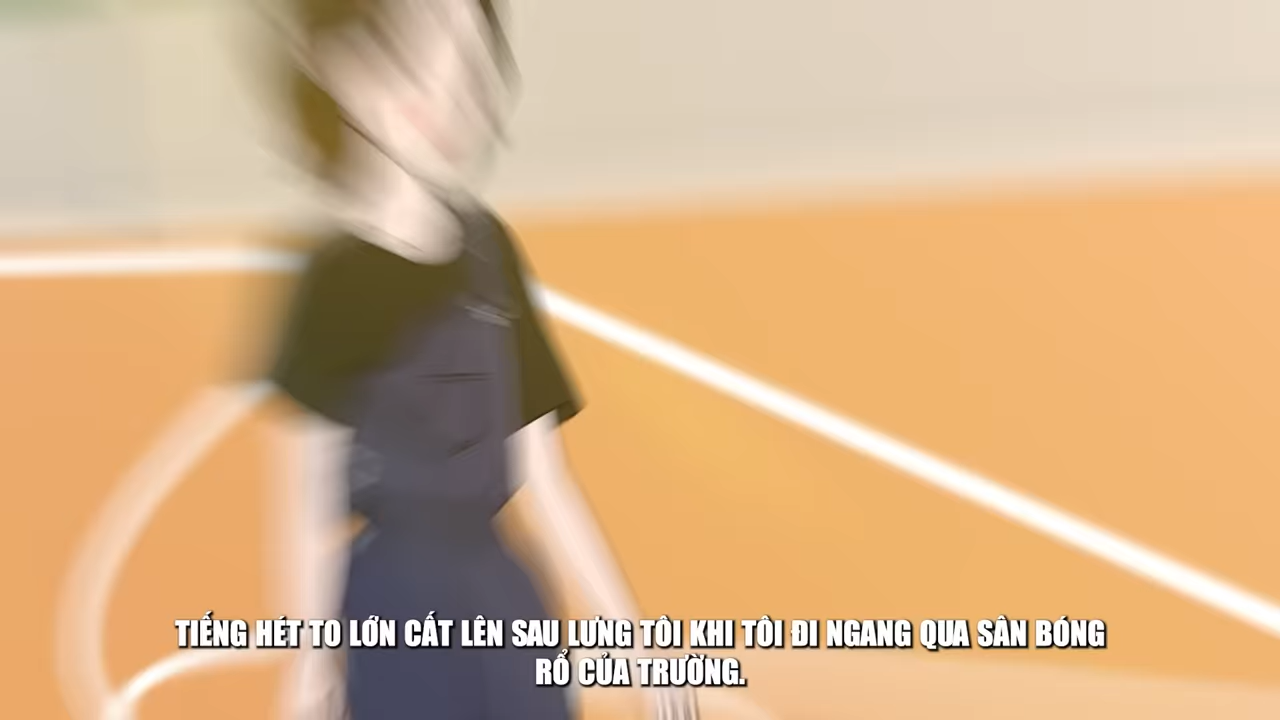 TIẾNG HÉT TO LỚN CẤT LÊN SAU LƯNG TÔI KHI TÔI ĐI NGANG QUA SÂN BÓNG
RỔ CỦA TRƯỜNG.